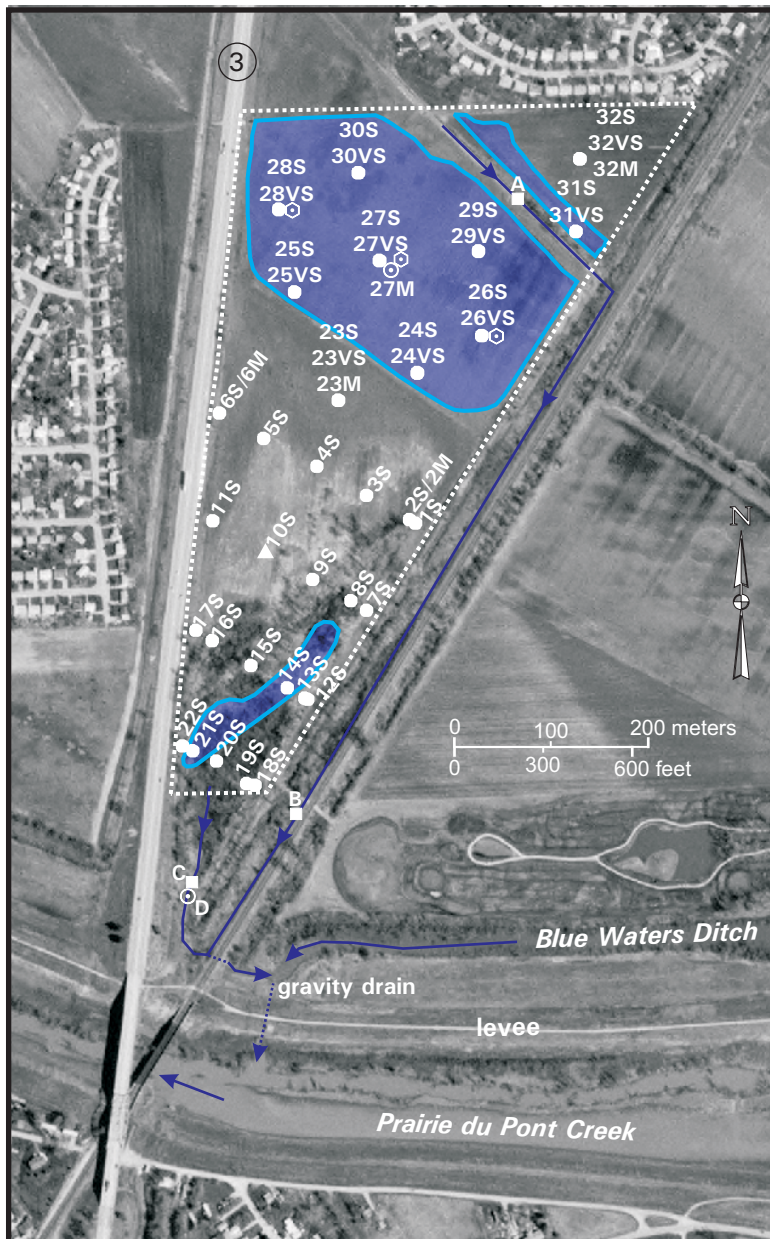 3
32S
32VS
32M
30S
30VS
A
31S
31VS
28S
28VS
27S
27VS
27M
29S
29VS
25S
25VS
26S
26VS
23S
23VS
23M
24S
24VS
6S/6M
5S
4S
3S
2S/2M
1S
11S
10S
9S
8S
7S
N
17S
16S
15S
14S
13S
12S
22S
21S
20S
19S
18S
0 100 200 meters
0 300 600 feet
B
C
D
Blue Waters Ditch
gravity drain
levee
Prairie du Pont Creek